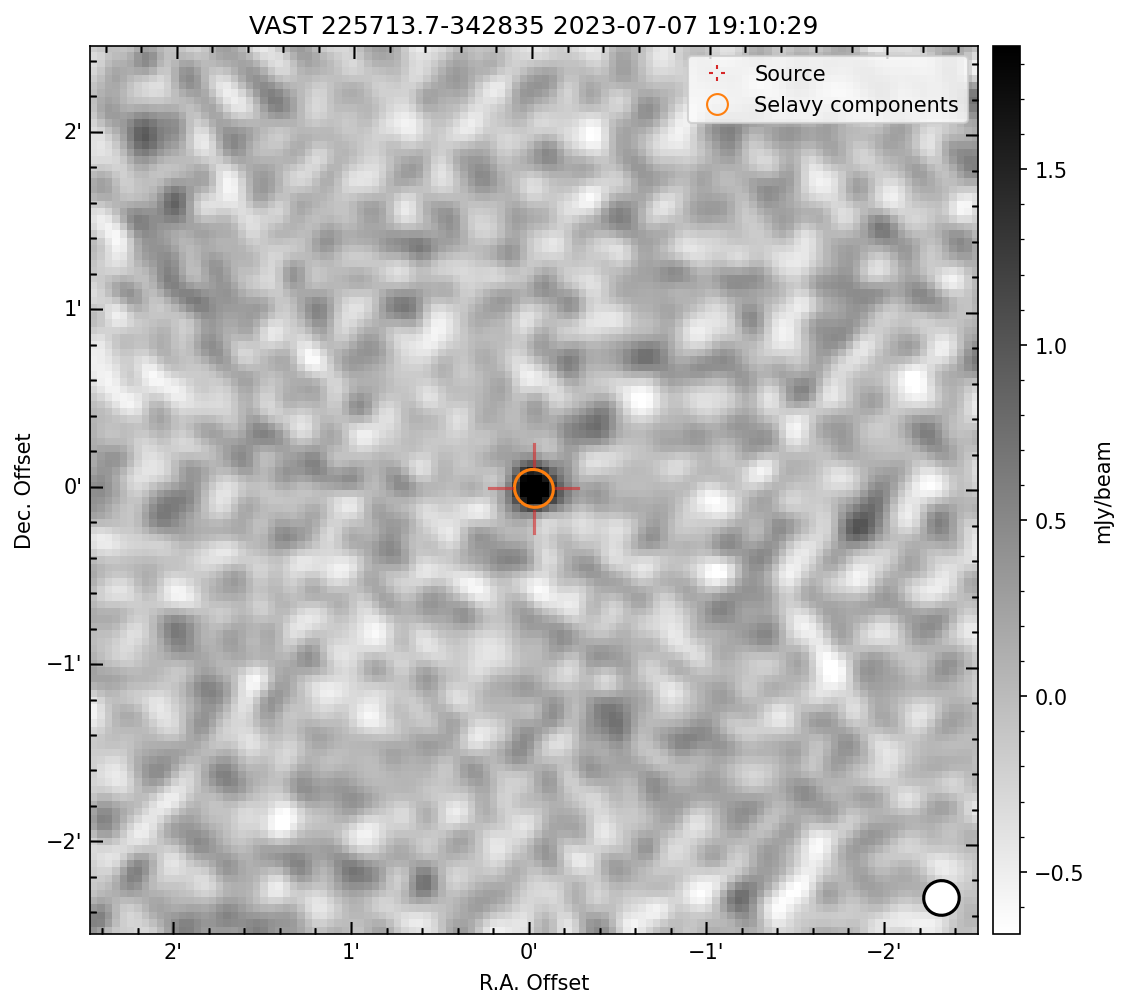 VAST 225713.7-342835 2023-07-07 19:10:29
Source
Selavy components
2'
1'
0'
−1'
−2'
Dec. Offset
2'
1'
0'
−1'
−2'
R.A. Offset
1.5
1.0
0.5
0.0
−0.5
mJy/beam